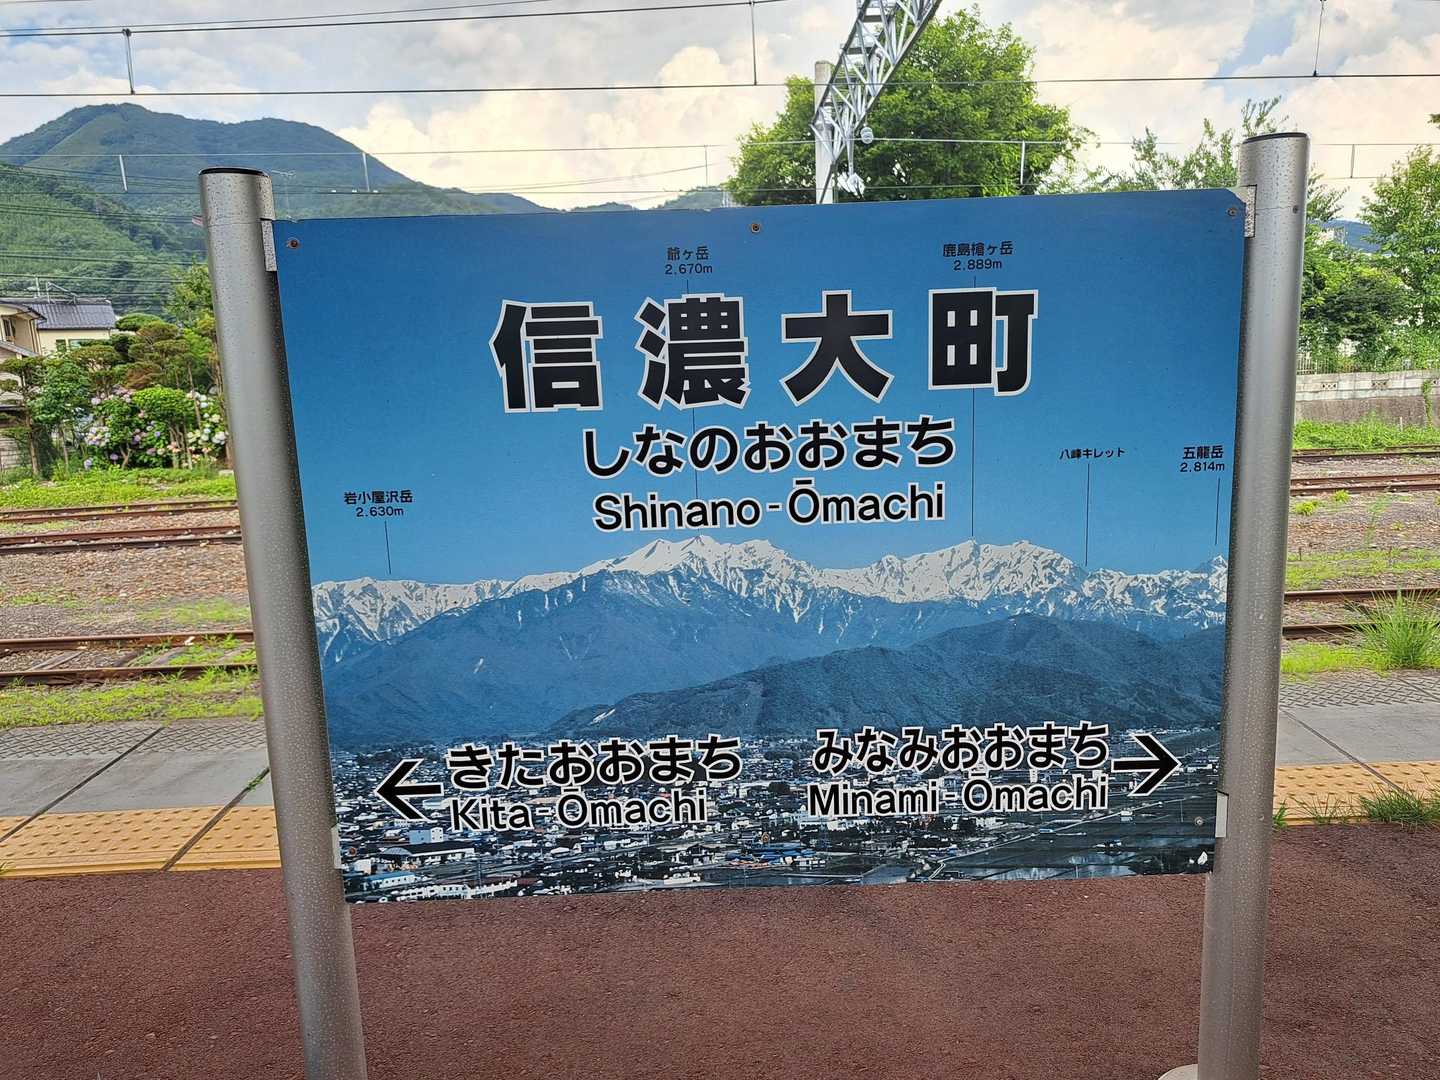 爺ヶ岳
2.670m
鹿島槍ヶ岳
2.889m
信濃大町
しなのおおまち
Shinano-Ōmachi
八峰キレット
五龍岳
2.814m
岩小屋沢岳
2.630m
きたおおまち
Kita-Ōmachi
みなみおおまち
Minami-Ōmachi